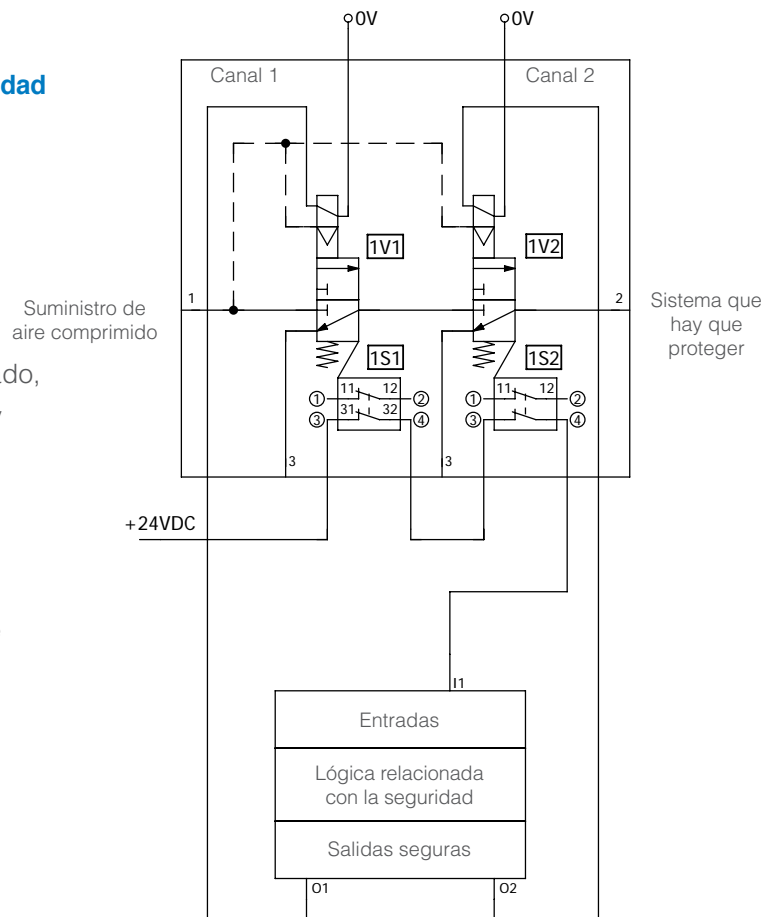 0V
0V
dad
Canal 1
Canal 2
1V1
1V2
1
2
Suministro de
aire comprimido
Sistema que
hay que
proteger
1S1
1S2
ado,
11
12
11
12
1
2
1
2
31
32
3
4
3
4
y
3
3
+24VDC
I1
Entradas
Lógica relacionada
con la seguridad
Salidas seguras
O1
O2